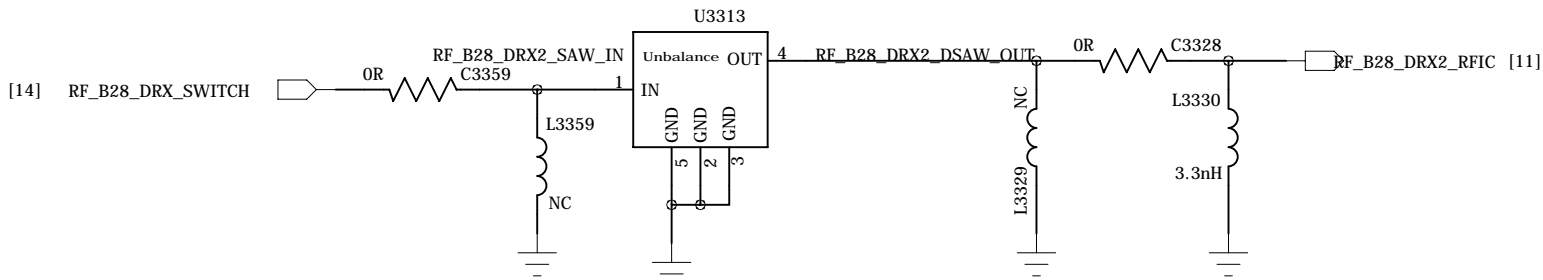 U3313
RF_B28_DRX2_SAW_IN
Unbalance
OUT
4
RF_B28_DRX2_DSAW_OUT
0R
C3328
RF_B28_DRX2_RFIC
[11]
[14]
RF_B28_DRX_SWITCH
0R
C3359
1
IN
L3359
NC
GND
GND
GND
5
2
3
NC
L3329
L3330
3.3nH